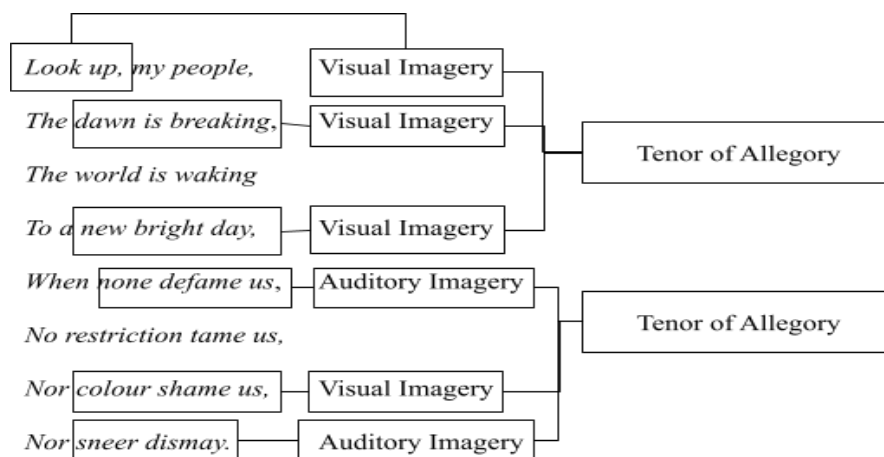 Look up, my people, Visual Imagery
The dawn is breaking, Visual Imagery
Tenor of Allegory
The world is waking
To a new bright day, Visual Imagery
When none defame us, Auditory Imagery
Tenor of Allegory
No restriction tame us,
Nor colour shame us, Visual Imagery
Nor sneer dismay. Auditory Imagery